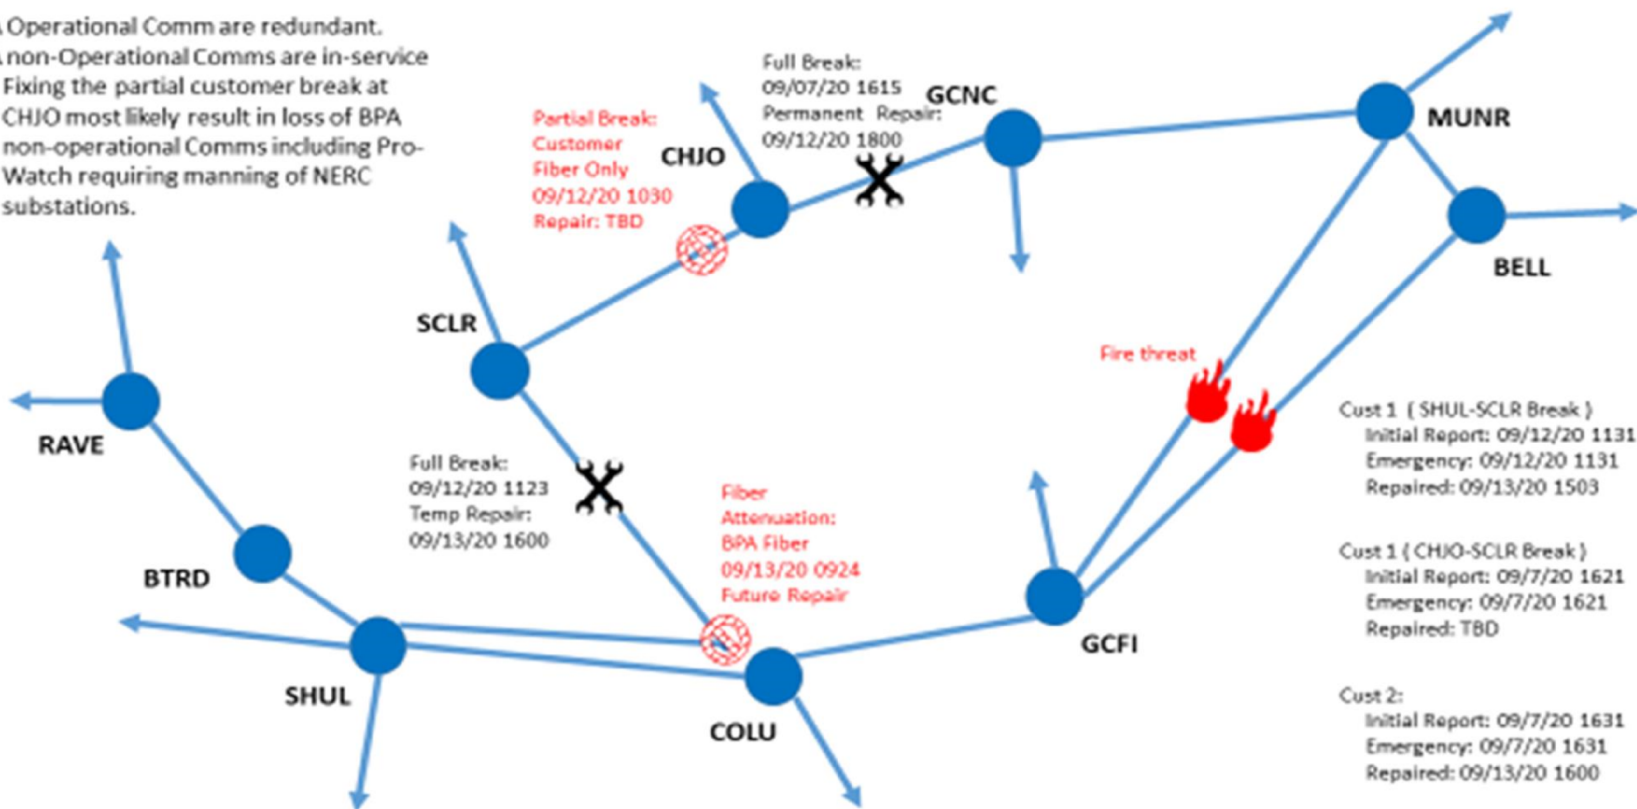 Operational Comm are redundant.
non-Operational Comms are in-service
Fixing the partial customer break at
CHJO most likely result in loss of BPA
non-operational Comms including Pro-
Watch requiring manning of NERC
substations.
Partial Break:
Customer
Fiber Only
09/12/20 1030
Repair: TBD
CHJO
Full Break:
09/07/20 1615
Permanent Repair:
09/12/20 1800
GCNC
MUNR
BELL
SCLR
RAVE
Fire threat
Full Break:
09/12/20 1123
Temp Repair:
09/13/20 1600
Fiber
Attenuation:
BPA Fiber
09/13/20 0924
Future Repair
BTRD
SHUL
COLU
GCFI
Cust 1 ( SHUL-SCLR Break )
Initial Report: 09/12/20 1131
Emergency: 09/12/20 1131
Repaired: 09/13/20 1503
Cust 1 ( CHJO-SCLR Break )
Initial Report: 09/7/20 1621
Emergency: 09/7/20 1621
Repaired: TBD
Cust 2:
Initial Report: 09/7/20 1631
Emergency: 09/7/20 1631
Repaired: 09/13/20 1600